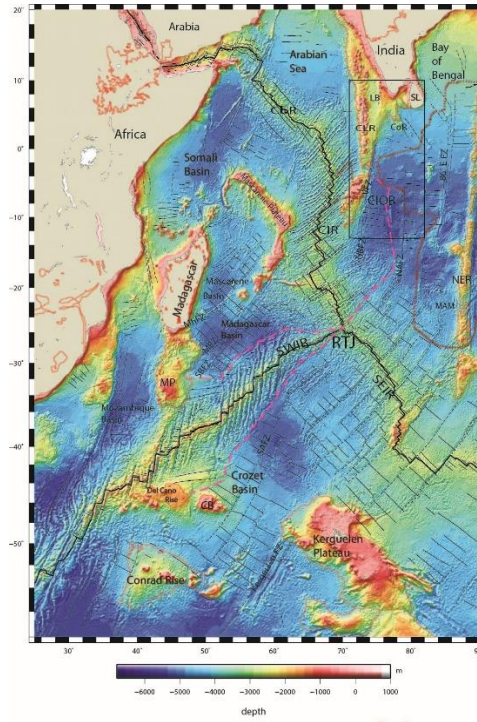 20°
Arabia
India
Bay
of
Bengal
Arabian
Sea
10°
LB
SL
CLR
CoR
Africa
0°
Somali
Basin
CIOB
-10°
CIR
Madagascar
Mascarene
Basin
NER
MAM
-20°
Madagascar
Basin
SWIR
RTJ
-30°
MP
SEIR
Mozambique
Basin
-40°
Crozet
Basin
Del Cano
Rise
CB
-50°
Kerguelen
Plateau
Conrad Rise
30°
40°
50°
60°
70°
80°
90
m
-6000
-5000
-4000
-3000
-2000
-1000
0
1000
depth